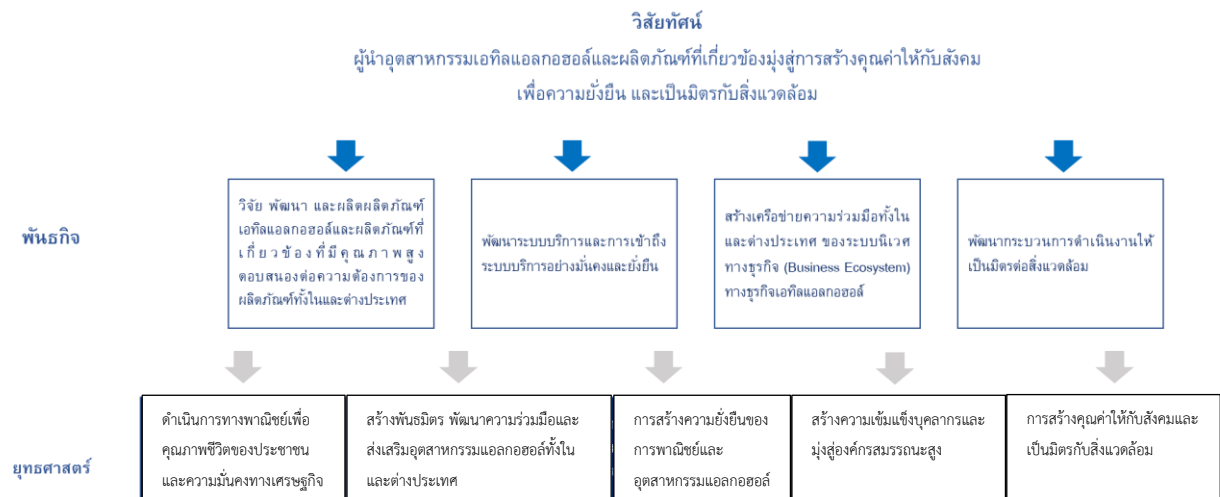 วิสัยทัศน์
ผู้นำอุตสาหกรรมเอทิลแอลกอฮอล์และผลิตภัณฑ์ที่เกี่ยวข้องมุ่งสู่การสร้างคุณค่าให้กับสังคม
เพื่อความยั่งยืน และเป็นมิตรกับสิ่งแวดล้อม
พันธกิจ
วิจัย พัฒนา และผลิตผลิตภัณฑ์
เอทิลแอลกอฮอล์และผลิตภัณฑ์ที่
เกี่ยวข้องที่มีคุณภาพสูง
ตอบสนองต่อความต้องการของ
ผลิตภัณฑ์ทั้งในและต่างประเทศ
พัฒนาระบบบริการและการเข้าถึง
ระบบบริการอย่างมั่นคงและยั่งยืน
สร้างเครือข่ายความร่วมมือทั้งใน
และต่างประเทศ ของระบบนิเวศ
ทางธุรกิจ (Business Ecosystem)
ทางธุรกิจเอทิลแอลกอฮอล์
พัฒนากระบวนการดำเนินงานให้
เป็นมิตรต่อสิ่งแวดล้อม
ยุทธศาสตร์
ดำเนินการทางพาณิชย์เพื่อ
คุณภาพชีวิตของประชาชน
และความมั่นคงทางเศรษฐกิจ
สร้างพันธมิตร พัฒนาความร่วมมือและ
ส่งเสริมอุตสาหกรรมแอลกอฮอล์ทั้งใน
และต่างประเทศ
การสร้างความยั่งยืนของ
การพาณิชย์และ
อุตสาหกรรมแอลกอฮอล์
สร้างความเข้มแข็งบุคลากรและ
มุ่งสู่องค์กรสมรรถนะสูง
การสร้างคุณค่าให้กับสังคมและ
เป็นมิตรกับสิ่งแวดล้อม